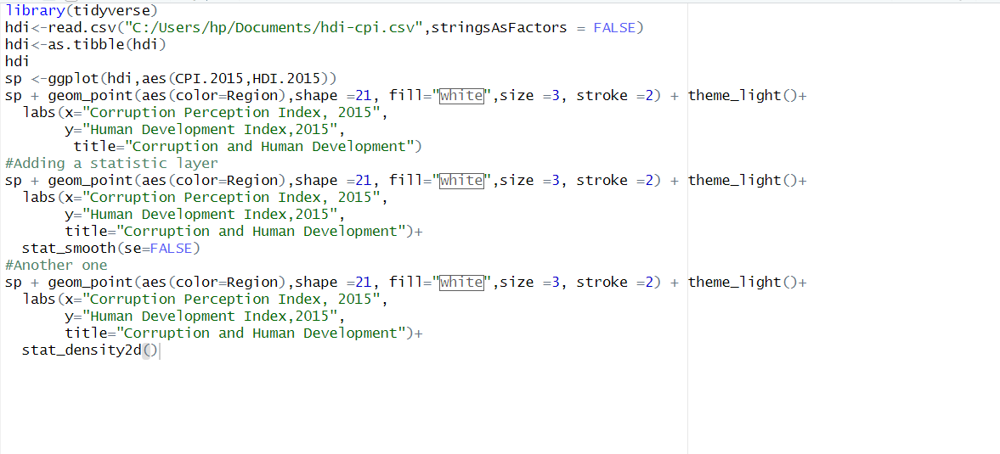 library(tidyverse)
hdi<-read.csv("C:/Users/hp/Documents/hdi-cpi.csv",stringsAsFactors = FALSE)
hdi<-as.tibble(hdi)
hdi
sp <-ggplot(hdi,aes(CPI.2015,HDI.2015))
sp + geom_point(aes(color=Region),shape =21, fill="white",size =3, stroke =2) + theme_light()+
  labs(x="Corruption Perception Index, 2015",
       y="Human Development Index,2015",
        title="Corruption and Human Development")
#Adding a statistic layer
sp + geom_point(aes(color=Region),shape =21, fill="white",size =3, stroke =2) + theme_light()+
  labs(x="Corruption Perception Index, 2015",
       y="Human Development Index,2015",
       title="Corruption and Human Development")+
  stat_smooth(se=FALSE)
#Another one
sp + geom_point(aes(color=Region),shape =21, fill="white",size =3, stroke =2) + theme_light()+
  labs(x="Corruption Perception Index, 2015",
       y="Human Development Index,2015",
       title="Corruption and Human Development")+
  stat_density2d()